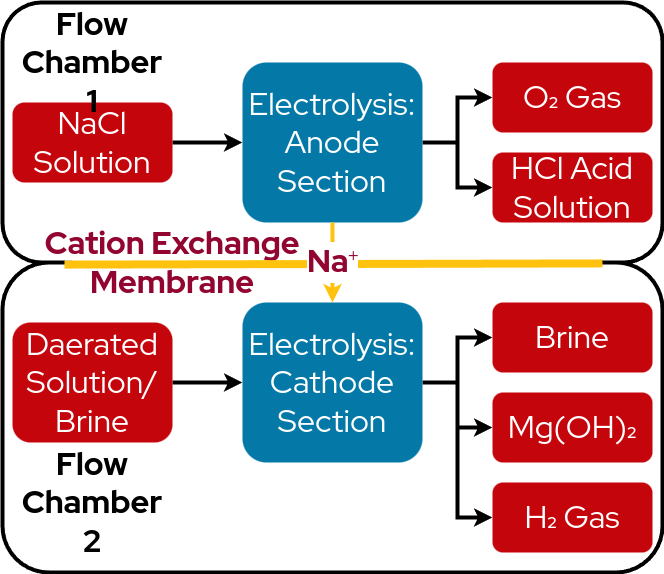 Flow
Chamber
1
NaCl
Solution
Electrolysis:
Anode
Section
O₂ Gas
HCl Acid
Solution
Cation Exchange
Membrane
Na⁺
Daerated
Solution/
Brine
Electrolysis:
Cathode
Section
Brine
Mg(OH)₂
H₂ Gas
Flow
Chamber
2